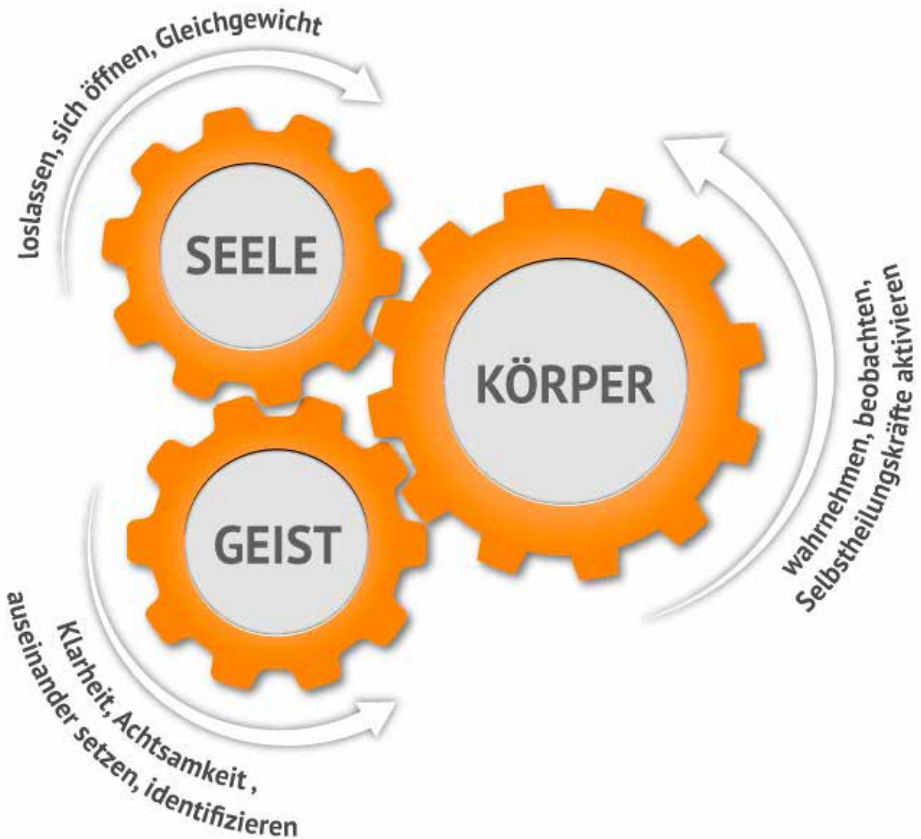 loslassen, sich öffnen, Gleichgewicht
SEELE
KÖRPER
wahrnehmen, beobachten,
Selbstheilungskräfte aktivieren
GEIST
Klarheit, Achtsamkeit ,
auseinander setzen, identifizieren